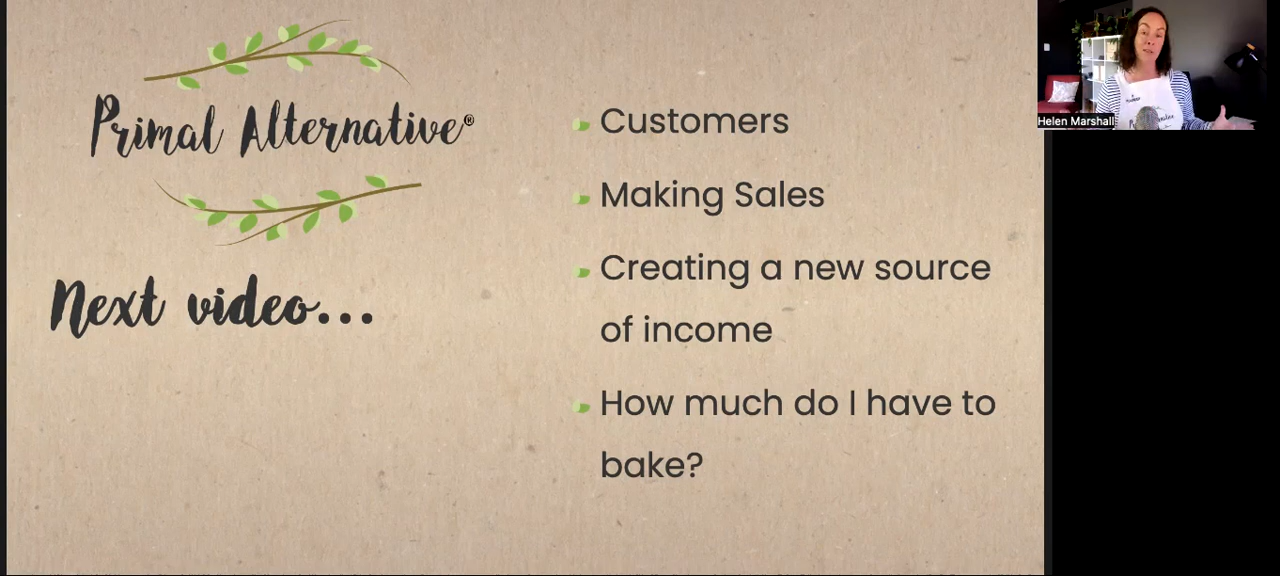 Primal Alternative®
Next video...
Customers
Making Sales
Creating a new source
of income
How much do I have to
bake?
Helen Marshall